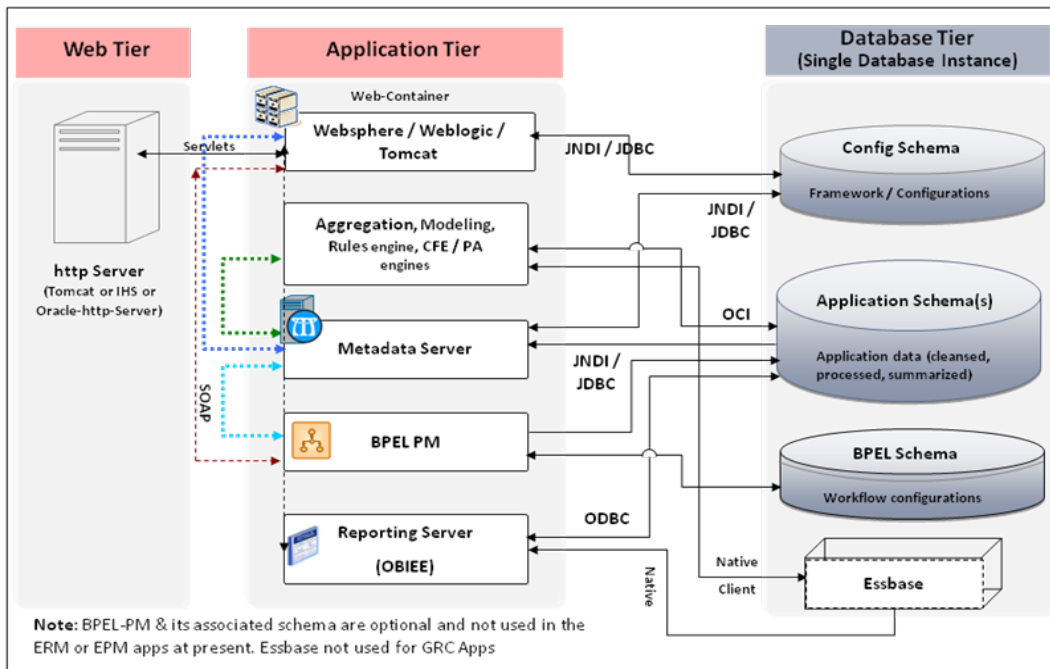 Web Tier
Application Tier
Database Tier
(Single Database Instance)
Web-Container
Websphere / Weblogic /
Tomcat
Servlets
JNDI / JDBC
Config Schema
Framework / Configurations
JNDI /
JDBC
Aggregation, Modeling,
Rules engine, CFE / PA
engines
http Server
(Tomcat or IHS or
Oracle-http-Server)
OCI
Application Schema(s)
Application data (cleansed,
processed, summarized)
Metadata Server
JNDI /
JDBC
SOAP
BPEL PM
BPEL Schema
Workflow configurations
ODBC
Reporting Server
(OBIEE)
Native
Native
Client
Essbase
Note: BPEL-PM & its associated schema are optional and not used in the
ERM or EPM apps at present. Essbase not used for GRC Apps